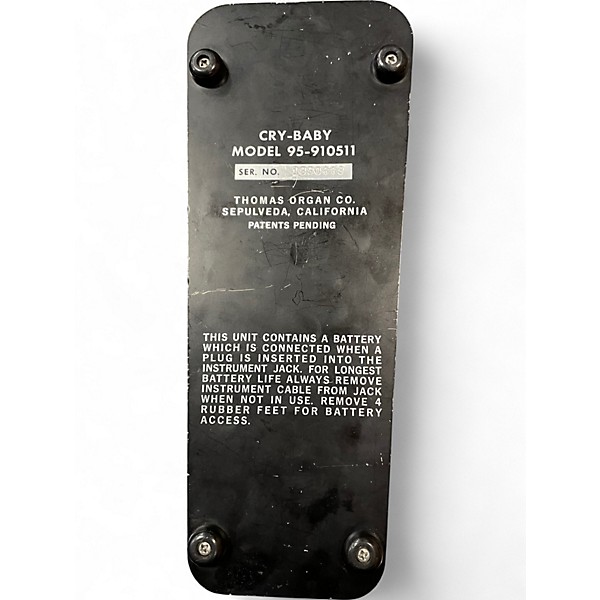 CRY-BABY
MODEL 95-910511
SER. NO.
THOMAS ORGAN CO.
SEPULVEDA, CALIFORNIA
PATENTS PENDING
THIS UNIT CONTAINS A BATTERY
WHICH IS CONNECTED WHEN A
PLUG IS INSERTED INTO THE
INSTRUMENT JACK. FOR LONGEST
BATTERY LIFE ALWAYS REMOVE
INSTRUMENT CABLE FROM JACK
WHEN NOT IN USE. REMOVE 4
RUBBER FEET FOR BATTERY
ACCESS.